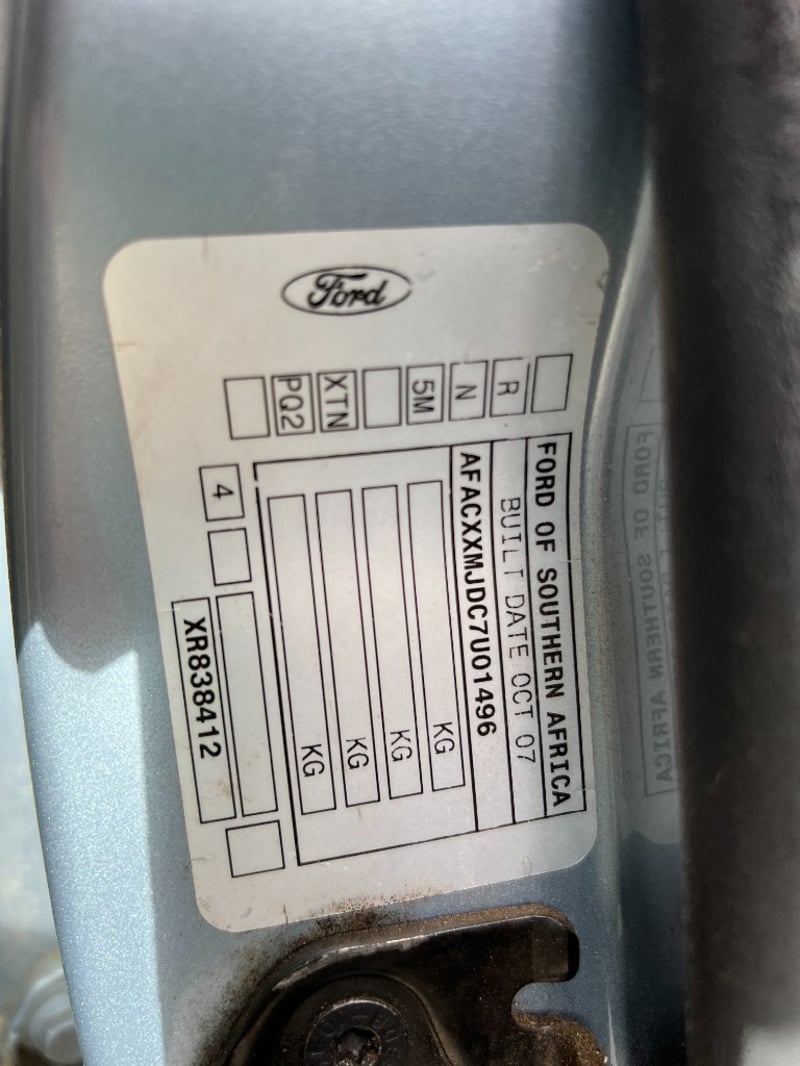 Ford
R
N
5M
XTN
PQ2
FORD OF SOUTHERN AFRICA
BUILT DATE OCT 07
AFACXXMJDC7U01496
KG
KG
KG
KG
4
XR838412